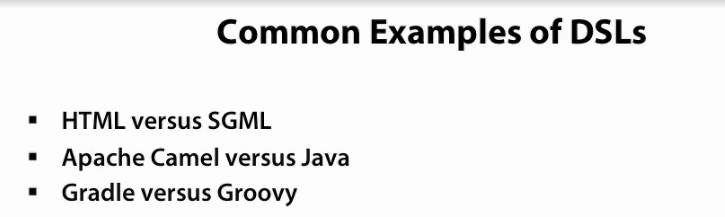 Common Examples of DSLs
▪ HTML versus SGML
▪ Apache Camel versus Java
▪ Gradle versus Groovy